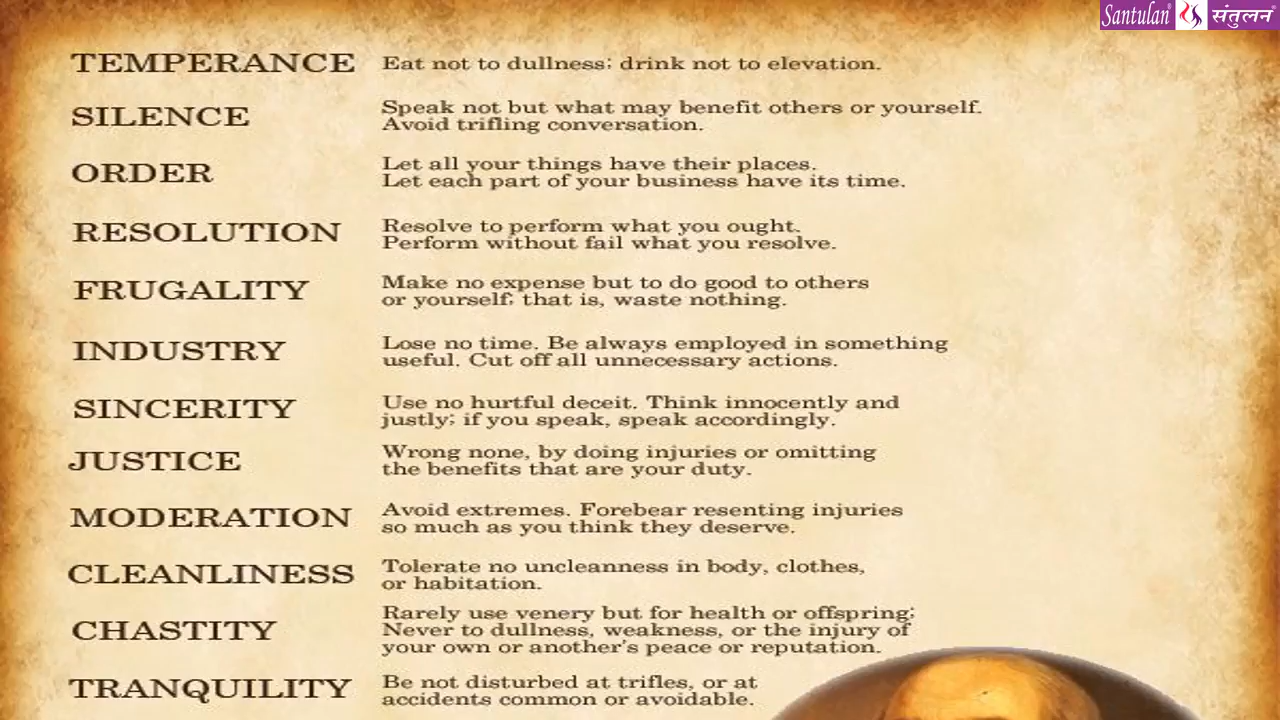 Santulan संतुलन
TEMPERANCE Eat not to dullness; drink not to elevation.
SILENCE Speak not but what may benefit others or yourself.
Avoid trifling conversation.
ORDER Let all your things have their places.
Let each part of your business have its time.
RESOLUTION Resolve to perform what you ought.
Perform without fail what you resolve.
FRUGALITY Make no expense but to do good to others
or yourself; that is, waste nothing.
INDUSTRY Lose no time. Be always employed in something
useful. Cut off all unnecessary actions.
SINCERITY Use no hurtful deceit. Think innocently and
justly; if you speak, speak accordingly.
JUSTICE Wrong none, by doing injuries or omitting
the benefits that are your duty.
MODERATION Avoid extremes. Forebear resenting injuries
so much as you think they deserve.
CLEANLINESS Tolerate no uncleanness in body, clothes,
or habitation.
CHASTITY Rarely use venery but for health or offspring;
Never to dullness, weakness, or the injury of
your own or another's peace or reputation.
TRANQUILITY Be not disturbed at trifles, or at
accidents common or avoidable.